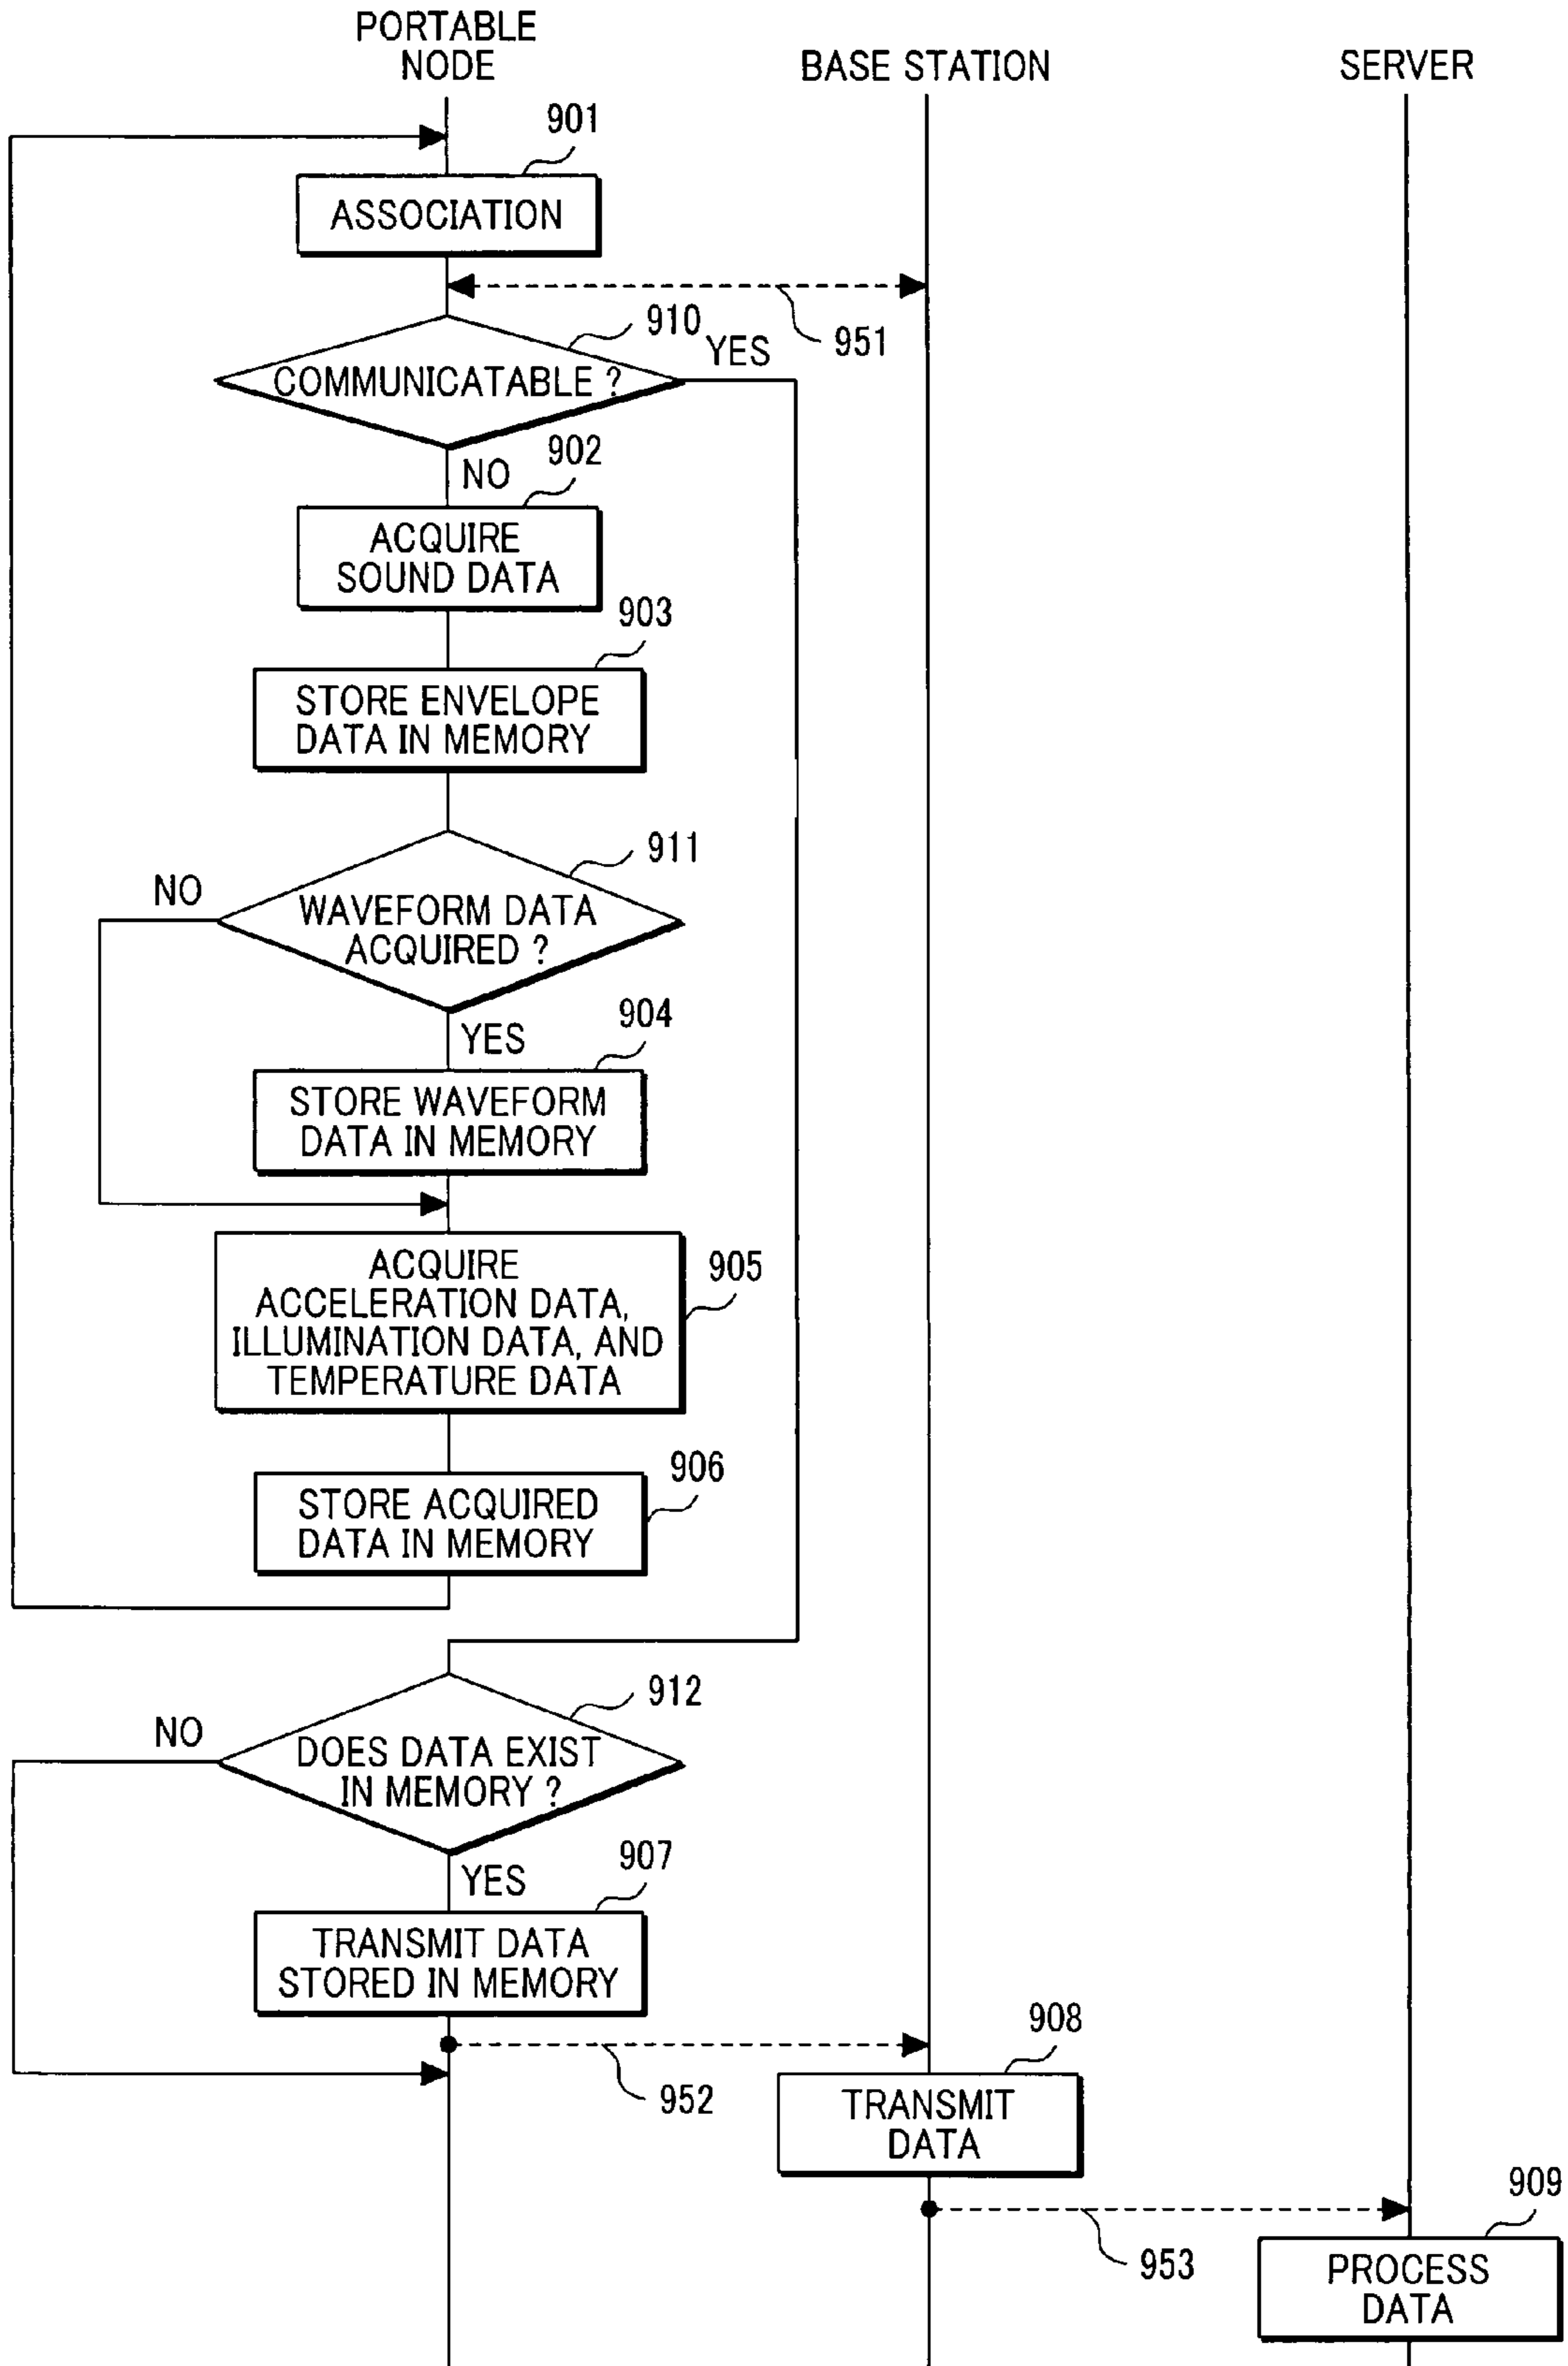 PORTABLE
NODE
BASE STATION
SERVER
901
ASSOCIATION
951
910
COMMUNICATABLE ?
YES
NO
902
ACQUIRE
SOUND DATA
903
STORE ENVELOPE
DATA IN MEMORY
911
NO
WAVEFORM DATA
ACQUIRED ?
YES
904
STORE WAVEFORM
DATA IN MEMORY
905
ACQUIRE
ACCELERATION DATA,
ILLUMINATION DATA, AND
TEMPERATURE DATA
906
STORE ACQUIRED
DATA IN MEMORY
912
NO
DOES DATA EXIST
IN MEMORY ?
YES
907
TRANSMIT DATA
STORED IN MEMORY
952
908
TRANSMIT
DATA
953
909
PROCESS
DATA